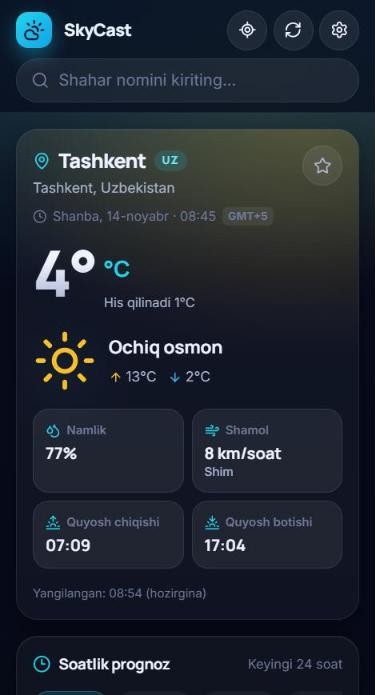 SkyCast
Shahar nomini kiriting...
Tashkent UZ
Tashkent, Uzbekistan
Shanba, 14-noyabr · 08:45 GMT+5
4° °C
His qilinadi 1°C
Ochiq osmon
↑ 13°C ↓ 2°C
Namlik
77%
Shamol
8 km/soat
Shim
Quyosh chiqishi
07:09
Quyosh botishi
17:04
Yangilangan: 08:54 (hozirgina)
Soatlik prognoz Keyingi 24 soat